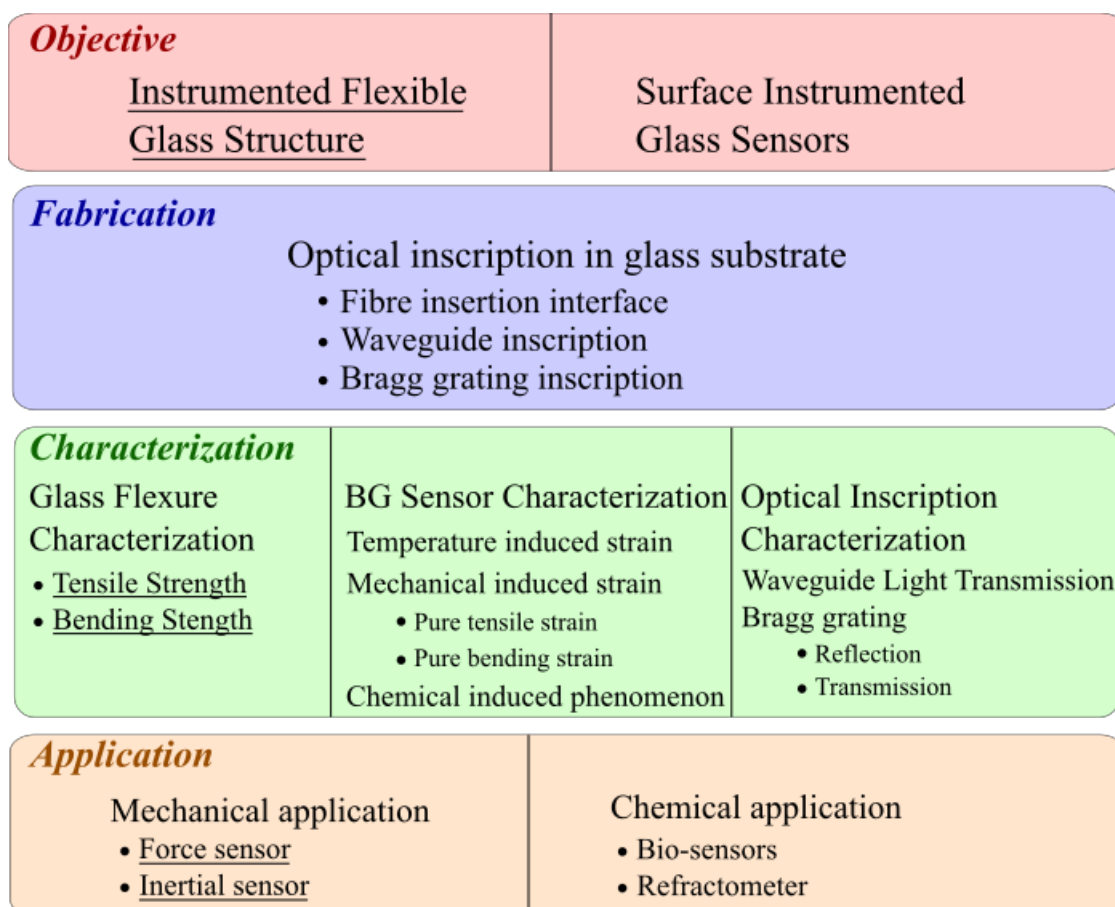 Objective
Instrumented Flexible
Glass Structure
Surface Instrumented
Glass Sensors
Fabrication
Optical inscription in glass substrate
• Fibre insertion interface
• Waveguide inscription
• Bragg grating inscription
Characterization
Glass Flexure
Characterization
• Tensile Strength
• Bending Stength
BG Sensor Characterization
Temperature induced strain
Mechanical induced strain
• Pure tensile strain
• Pure bending strain
Chemical induced phenomenon
Optical Inscription
Characterization
Waveguide Light Transmission
Bragg grating
• Reflection
• Transmission
Application
Mechanical application
• Force sensor
• Inertial sensor
Chemical application
• Bio-sensors
• Refractometer